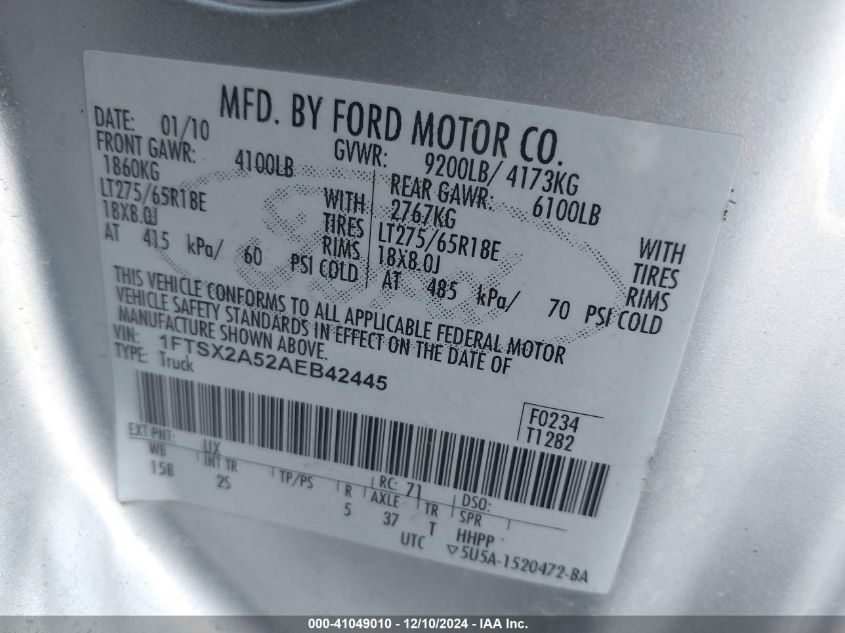 MFD. BY FORD MOTOR CO.
DATE: 01/10 GVWR: 9200LB/ 4173KG
FRONT GAWR: 4100LB REAR GAWR: 6100LB
1860KG WITH 2767KG WITH
LT275/65R18E TIRES LT275/65R18E TIRES
18X8.0J RIMS 18X8.0J RIMS
AT 415 kPa/ 60 PSI COLD AT 485 kPa/ 70 PSI COLD
THIS VEHICLE CONFORMS TO ALL APPLICABLE FEDERAL MOTOR
VEHICLE SAFETY STANDARDS IN EFFECT ON THE DATE OF
MANUFACTURE SHOWN ABOVE.
VIN: 1FTSX2A52AEB42445
TYPE: Truck
F0234
T1282
EXT PNT: UX RC: 71 DSO:
WB INT TR TP/PS R AXLE TR SPR
15B 25 5 37 T HHPP
UTC ▽5U5A-1520472-BA
000-41049010 - 12/10/2024 - IAA Inc.